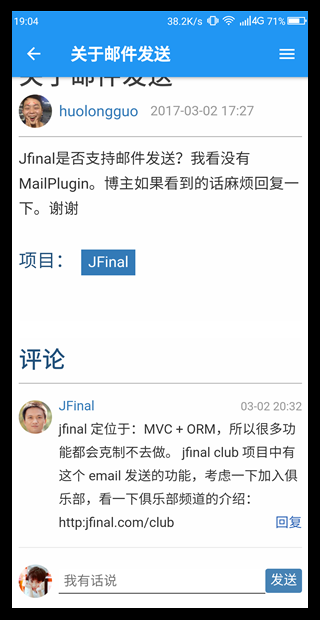 19:04 38.2K/s 4G 71%
关于邮件发送
关于邮件发送
huolongguo 2017-03-02 17:27
Jfinal是否支持邮件发送？我看没有
MailPlugin。博主如果看到的话麻烦回复一
下。谢谢
项目： JFinal
评论
JFinal 03-02 20:32
jfinal 定位于：MVC + ORM，所以很多功
能都会克制不去做。 jfinal club 项目中有
这个 email 发送的功能，考虑一下加入俱
乐部，看一下俱乐部频道的介绍：
http:jfinal.com/club 回复
我有话说 发送